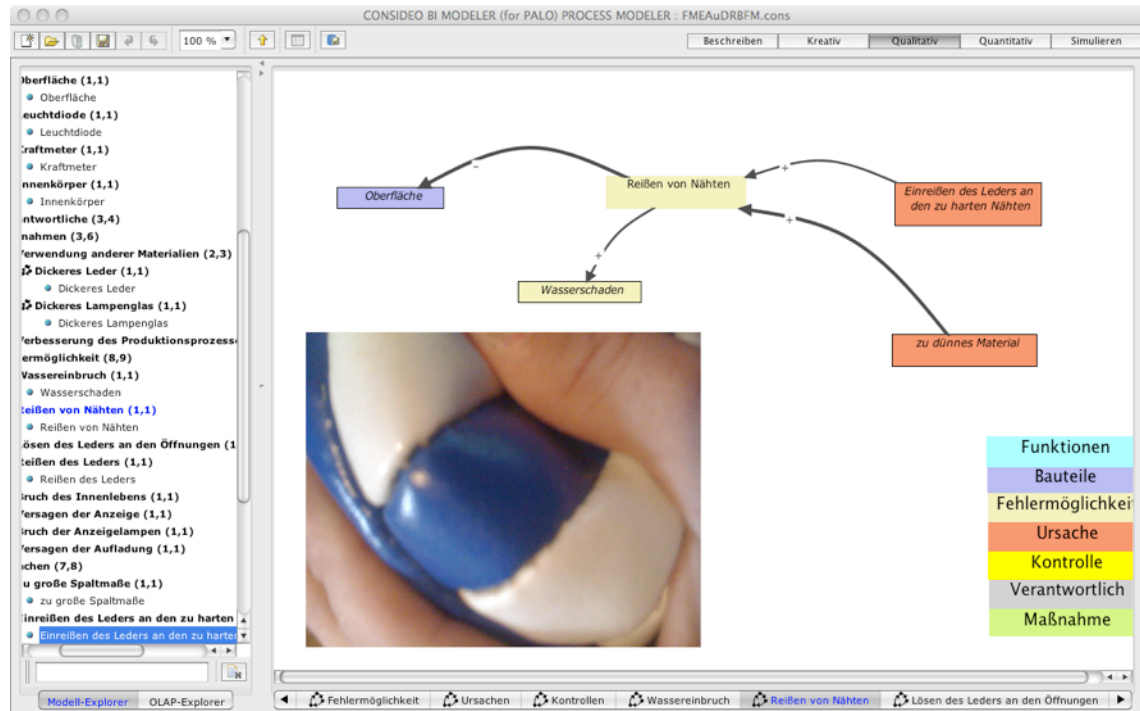 CONSIDEO BI MODELER (for PALO) PROCESS MODELER : FMEAuDRBFM.cons
100 %
Beschreiben
Kreativ
Qualitativ
Quantitativ
Simulieren
berfläche (1,1)
Oberfläche
euchtdiode (1,1)
Leuchtdiode
raftmeter (1,1)
Kraftmeter
nnenkörper (1,1)
Innenkörper
ntwortliche (3,4)
nahmen (3,6)
erwendung anderer Materialien (2,3)
Dickeres Leder (1,1)
Dickeres Leder
Dickeres Lampenglas (1,1)
Dickeres Lampenglas
erbesserung des Produktionsprozess
ermöglichkeit (8,9)
Wassereinbruch (1,1)
Wasserschaden
Reißen von Nähten (1,1)
Reißen von Nähten
ösen des Leders an den Öffnungen (1
Reißen des Leders (1,1)
Reißen des Leders
ruch des Innenlebens (1,1)
ersagen der Anzeige (1,1)
ruch der Anzeigelampen (1,1)
ersagen der Aufladung (1,1)
chen (7,8)
u große Spaltmaße (1,1)
zu große Spaltmaße
inreißen des Leders an den zu harten
Einreißen des Leders an den zu harte
Modell-Explorer
OLAP-Explorer
Oberfläche
-
Reißen von Nähten
+
Einreißen des Leders an
den zu harten Nähten
+
+
Wasserschaden
zu dünnes Material
Funktionen
Bauteile
Fehlermöglichkei
Ursache
Kontrolle
Verantwortlich
Maßnahme
Fehlermöglichkeit
Ursachen
Kontrollen
Wassereinbruch
Reißen von Nähten
Lösen des Leders an den Öffnungen